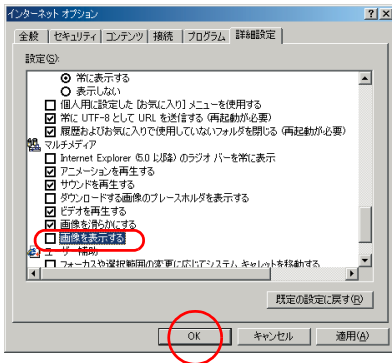 インターネット オプション
全般 セキュリティ コンテンツ 接続 プログラム 詳細設定
設定(S):
常に表示する
表示しない
個人用に設定した [お気に入り] メニューを使用する
常に UTF-8 として URL を送信する (再起動が必要)
履歴およびお気に入りで使用していないフォルダを閉じる (再起動が必要)
マルチメディア
Internet Explorer (5.0 以降) のラジオ バーを常に表示
アニメーションを再生する
サウンドを再生する
ダウンロードする画像のプレースホルダを表示する
ビデオを再生する
画像を滑らかにする
画像を表示する
ユーザー補助
フォーカスや選択範囲の変更に応じてシステム キャレットを移動する
既定の設定に戻す(R)
OK キャンセル 適用(A)